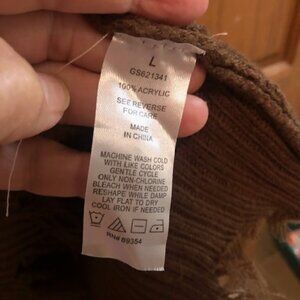 L
GS621341
100% ACRYLIC
SEE REVERSE
FOR CARE
MADE
IN CHINA
MACHINE WASH COLD
WITH LIKE COLORS
GENTLE CYCLE
ONLY NON-CHLORINE
BLEACH WHEN NEEDED
RESHAPE WHILE DAMP
LAY FLAT TO DRY
COOL IRON IF NEEDED
RN# 89354